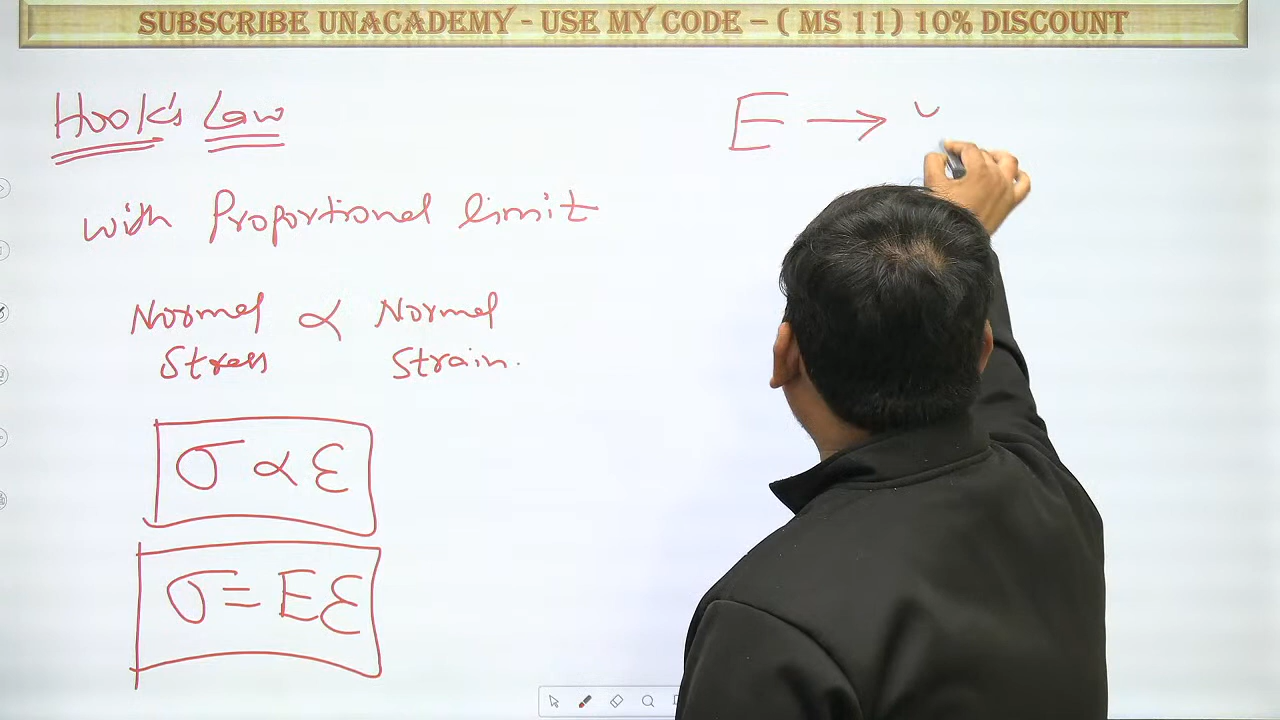 SUBSCRIBE UNACADEMY - USE MY CODE – ( MS 11) 10% DISCOUNT
Hook's Law
E →
with Proportional limit
Normal ∝ Normal
Stress Strain.
σ ∝ ε
σ = Eε